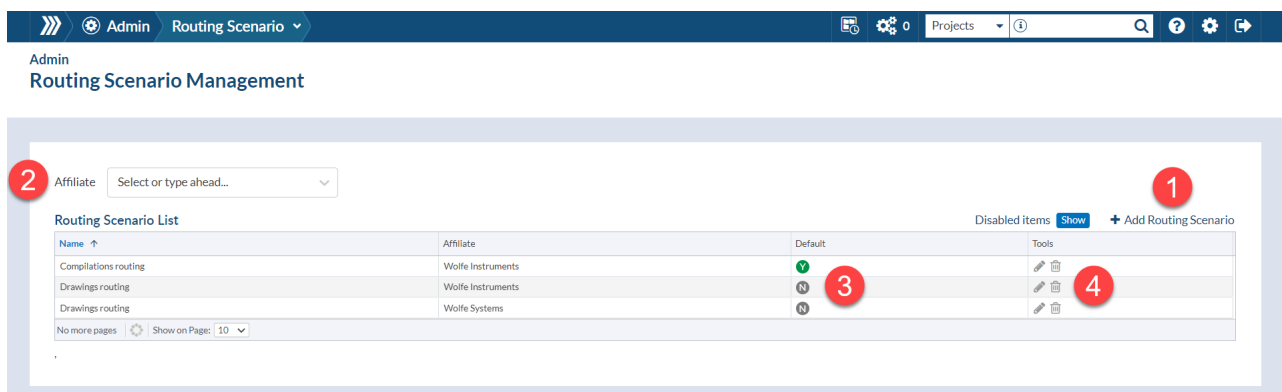 Admin Routing Scenario 0 Projects
Admin
Routing Scenario Management
1
2 Affiliate Select or type ahead...
Routing Scenario List Disabled items Show + Add Routing Scenario
Name ↑ Affiliate Default Tools
Compilations routing Wolfe Instruments Y
Drawings routing Wolfe Instruments N 3 4
Drawings routing Wolfe Systems N
No more pages Show on Page: 10
,